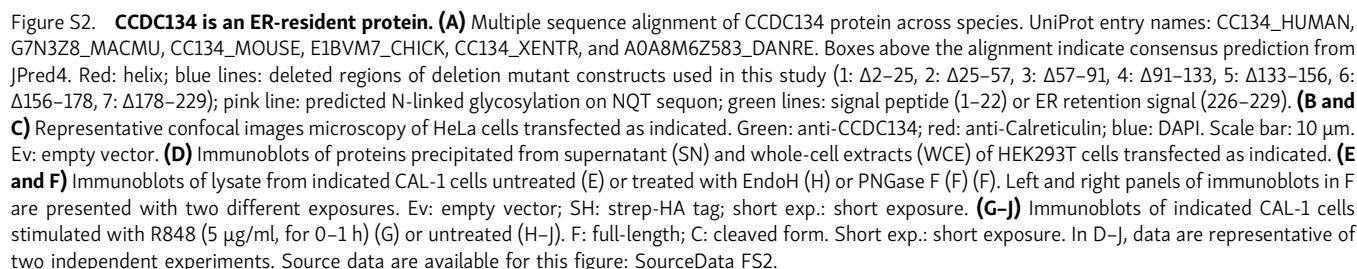 Figure S2. CCDC134 is an ER-resident protein. (A) Multiple sequence alignment of CCDC134 protein across species. UniProt entry names: CC134_HUMAN,
G7N3Z8_MACMU, CC134_MOUSE, E1BVM7_CHICK, CC134_XENTR, and A0A8M6Z583_DANRE. Boxes above the alignment indicate consensus prediction from
JPred4. Red: helix; blue lines: deleted regions of deletion mutant constructs used in this study (1: Δ2–25, 2: Δ25–57, 3: Δ57–91, 4: Δ91–133, 5: Δ133–156, 6:
Δ156–178, 7: Δ178–229); pink line: predicted N-linked glycosylation on NQT sequon; green lines: signal peptide (1–22) or ER retention signal (226–229). (B and
C) Representative confocal images microscopy of HeLa cells transfected as indicated. Green: anti-CCDC134; red: anti-Calreticulin; blue: DAPI. Scale bar: 10 μm.
Ev: empty vector. (D) Immunoblots of proteins precipitated from supernatant (SN) and whole-cell extracts (WCE) of HEK293T cells transfected as indicated. (E
and F) Immunoblots of lysate from indicated CAL-1 cells untreated (E) or treated with EndoH (H) or PNGase F (F) (F). Left and right panels of immunoblots in F
are presented with two different exposures. Ev: empty vector; SH: strep-HA tag; short exp.: short exposure. (G–J) Immunoblots of indicated CAL-1 cells
stimulated with R848 (5 μg/ml, for 0–1 h) (G) or untreated (H–J). F: full-length; C: cleaved form. Short exp.: short exposure. In D–J, data are representative of
two independent experiments. Source data are available for this figure: SourceData FS2.